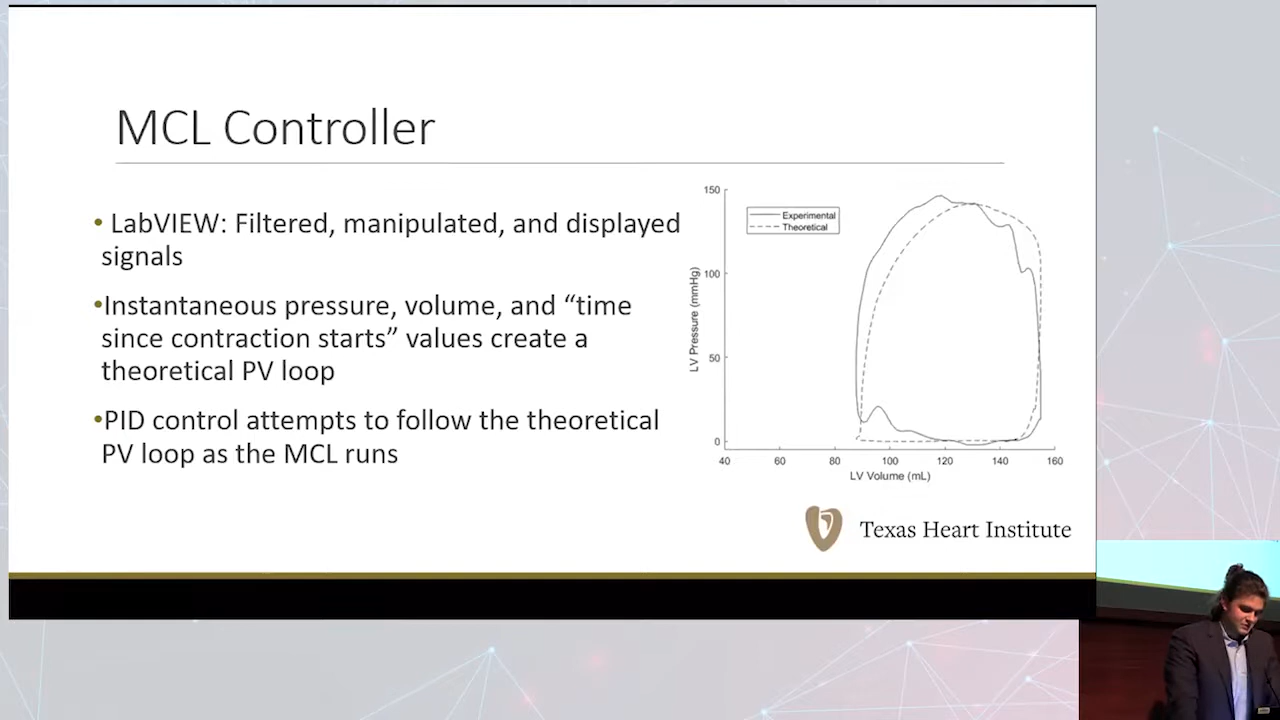 MCL Controller
• LabVIEW: Filtered, manipulated, and displayed
signals
•Instantaneous pressure, volume, and “time
since contraction starts” values create a
theoretical PV loop
•PID control attempts to follow the theoretical
PV loop as the MCL runs
150
100
50
0
LV Pressure (mmHg)
Experimental
Theoretical
40 60 80 100 120 140 160
LV Volume (mL)
Texas Heart Institute